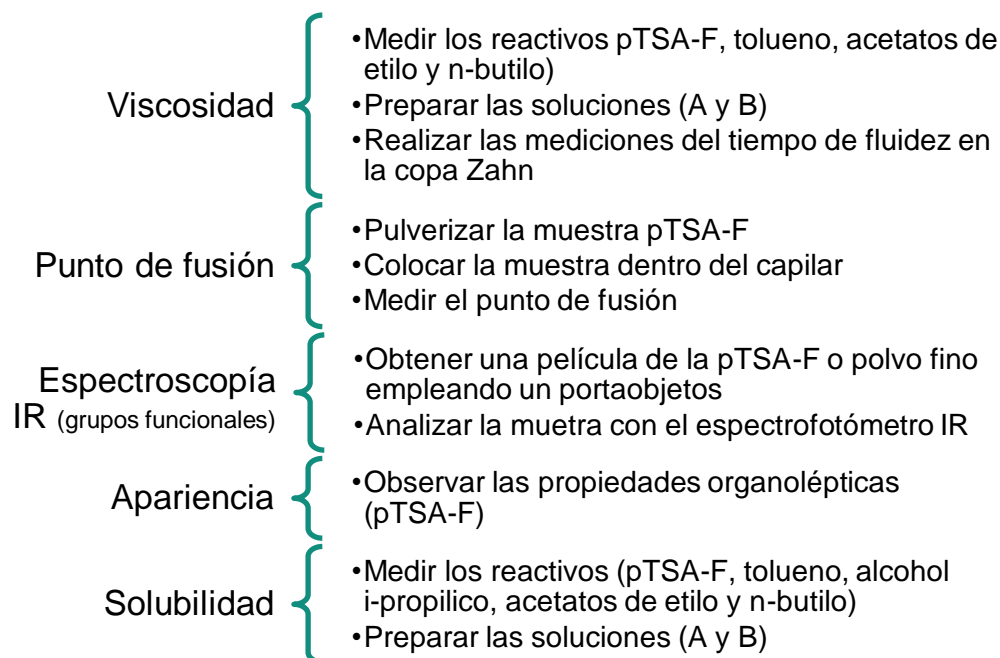 Viscosidad
•Medir los reactivos pTSA-F, tolueno, acetatos de
etilo y n-butilo)
•Preparar las soluciones (A y B)
•Realizar las mediciones del tiempo de fluidez en
la copa Zahn
Punto de fusión
•Pulverizar la muestra pTSA-F
•Colocar la muestra dentro del capilar
•Medir el punto de fusión
Espectroscopía
IR (grupos funcionales)
•Obtener una película de la pTSA-F o polvo fino
empleando un portaobjetos
•Analizar la muetra con el espectrofotómetro IR
Apariencia
•Observar las propiedades organolépticas
(pTSA-F)
Solubilidad
•Medir los reactivos (pTSA-F, tolueno, alcohol
i-propilico, acetatos de etilo y n-butilo)
•Preparar las soluciones (A y B)